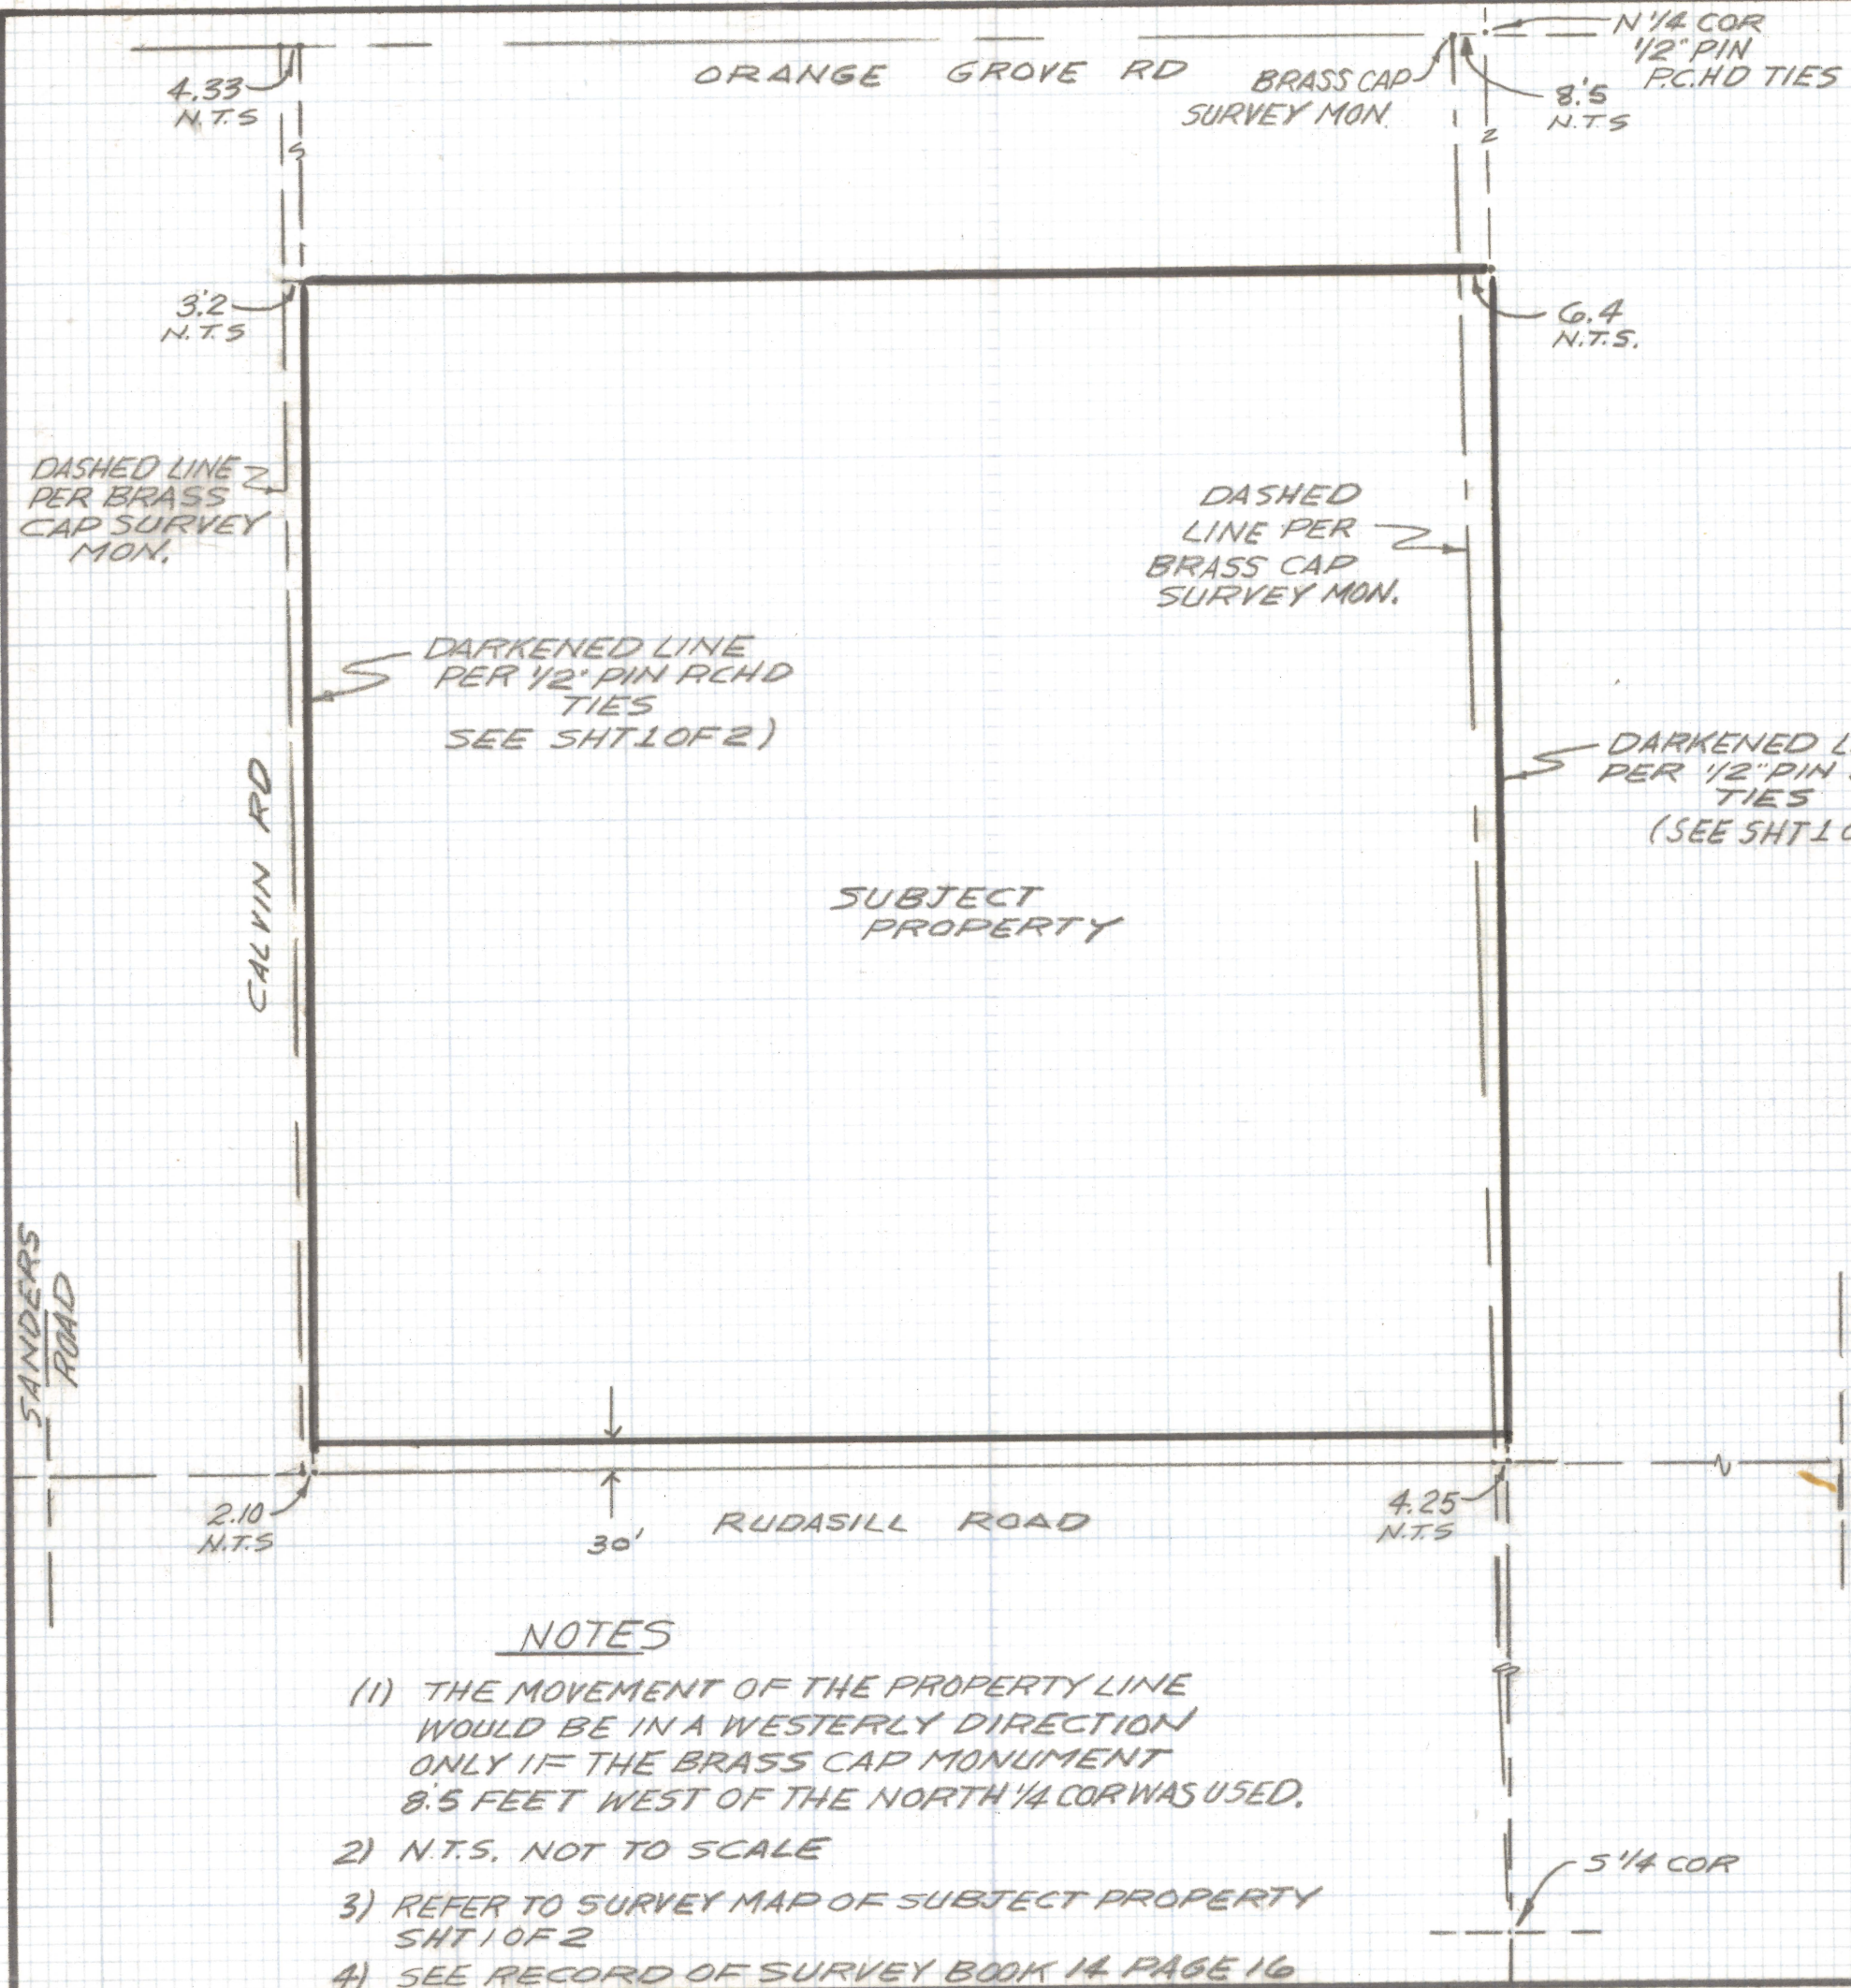 N 1/4 COR
1/2" PIN
P.C.HD TIES
ORANGE GROVE RD
BRASS CAP
SURVEY MON.
8.'5
N.T.S
4.33
N.T.S
5
2
3.'2
N.T.S
6.4
N.T.S.
DASHED LINE
PER BRASS
CAP SURVEY
MON.
DASHED
LINE PER
BRASS CAP
SURVEY MON.
DARKENED LINE
PER 1/2" PIN P.CHD
TIES
SEE SHT 1 OF 2)
DARKENED L
PER 1/2" PIN
TIES
(SEE SHT 1 O
CALVIN RD
SUBJECT
PROPERTY
SANDERS
ROAD
2.10
N.T.S
30'
RUDASILL ROAD
4.25
N.T.S
NOTES
(1) THE MOVEMENT OF THE PROPERTY LINE
WOULD BE IN A WESTERLY DIRECTION
ONLY IF THE BRASS CAP MONUMENT
8.'5 FEET WEST OF THE NORTH 1/4 COR WAS USED.
2) N.T.S. NOT TO SCALE
3) REFER TO SURVEY MAP OF SUBJECT PROPERTY
SHT 1 OF 2
4) SEE RECORD OF SURVEY BOOK 14 PAGE 16
S 1/4 COR